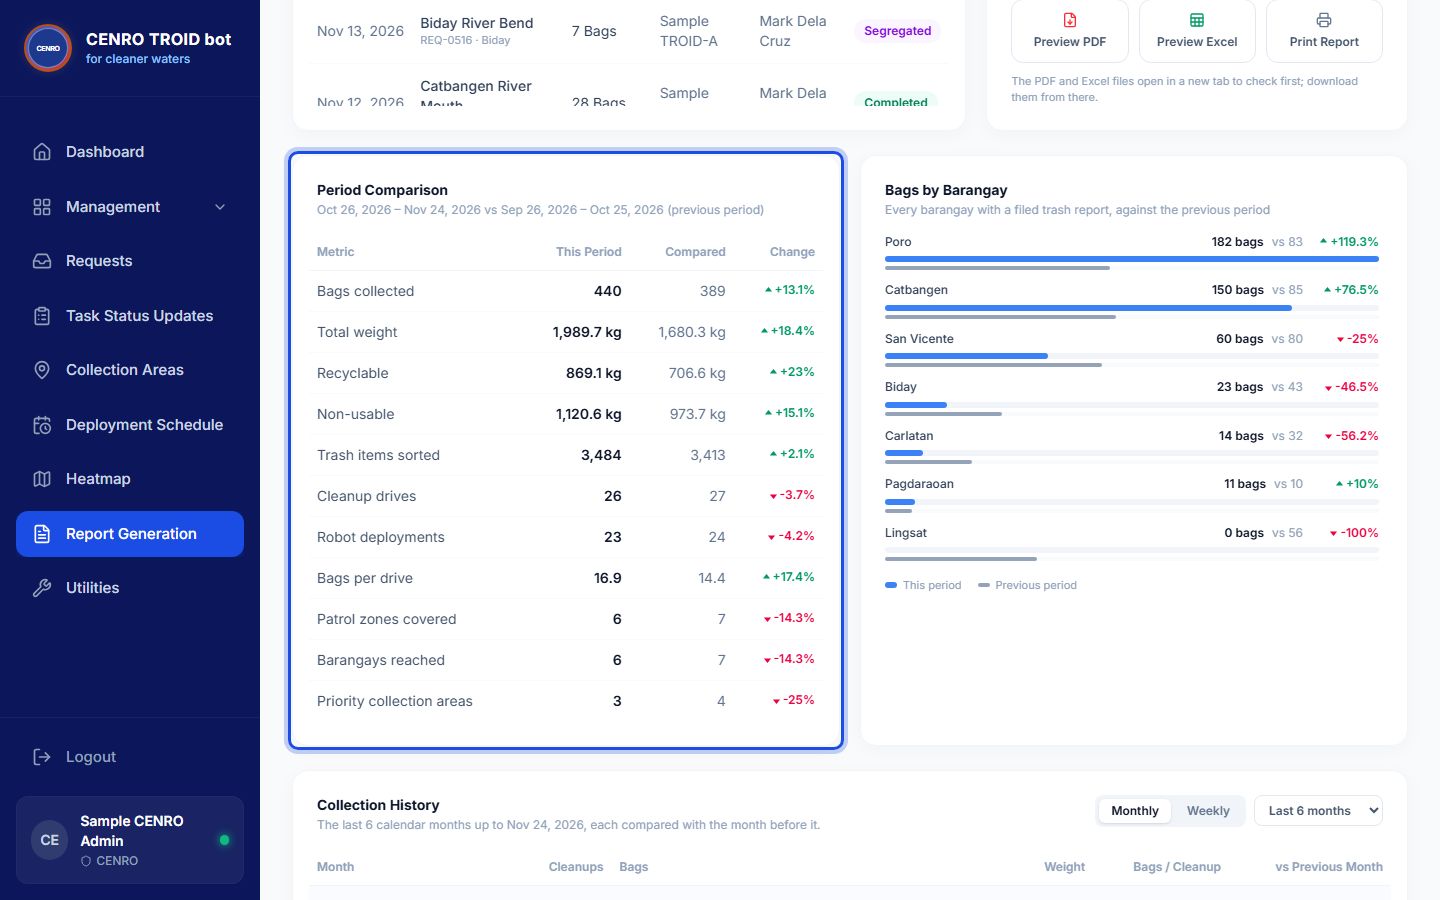 CENRO
CENRO TROID bot
for cleaner waters
Dashboard
Management
Requests
Task Status Updates
Collection Areas
Deployment Schedule
Heatmap
Report Generation
Utilities
Logout
CE
Sample CENRO
Admin
CENRO
Nov 13, 2026
Biday River Bend
REQ-0516 · Biday
7 Bags
Sample
TROID-A
Mark Dela
Cruz
Segregated
Nov 12, 2026
Catbangen River
Mouth
28 Bags
Sample
Mark Dela
Completed
Preview PDF
Preview Excel
Print Report
The PDF and Excel files open in a new tab to check first; download
them from there.
Period Comparison
Oct 26, 2026 – Nov 24, 2026 vs Sep 26, 2026 – Oct 25, 2026 (previous period)
Metric This Period Compared Change
Bags collected 440 389 +13.1%
Total weight 1,989.7 kg 1,680.3 kg +18.4%
Recyclable 869.1 kg 706.6 kg +23%
Non-usable 1,120.6 kg 973.7 kg +15.1%
Trash items sorted 3,484 3,413 +2.1%
Cleanup drives 26 27 -3.7%
Robot deployments 23 24 -4.2%
Bags per drive 16.9 14.4 +17.4%
Patrol zones covered 6 7 -14.3%
Barangays reached 6 7 -14.3%
Priority collection areas 3 4 -25%
Bags by Barangay
Every barangay with a filed trash report, against the previous period
Poro 182 bags vs 83 +119.3%
Catbangen 150 bags vs 85 +76.5%
San Vicente 60 bags vs 80 -25%
Biday 23 bags vs 43 -46.5%
Carlatan 14 bags vs 32 -56.2%
Pagdaraoan 11 bags vs 10 +10%
Lingsat 0 bags vs 56 -100%
This period Previous period
Collection History
The last 6 calendar months up to Nov 24, 2026, each compared with the month before it.
Monthly Weekly Last 6 months
Month Cleanups Bags Weight Bags / Cleanup vs Previous Month